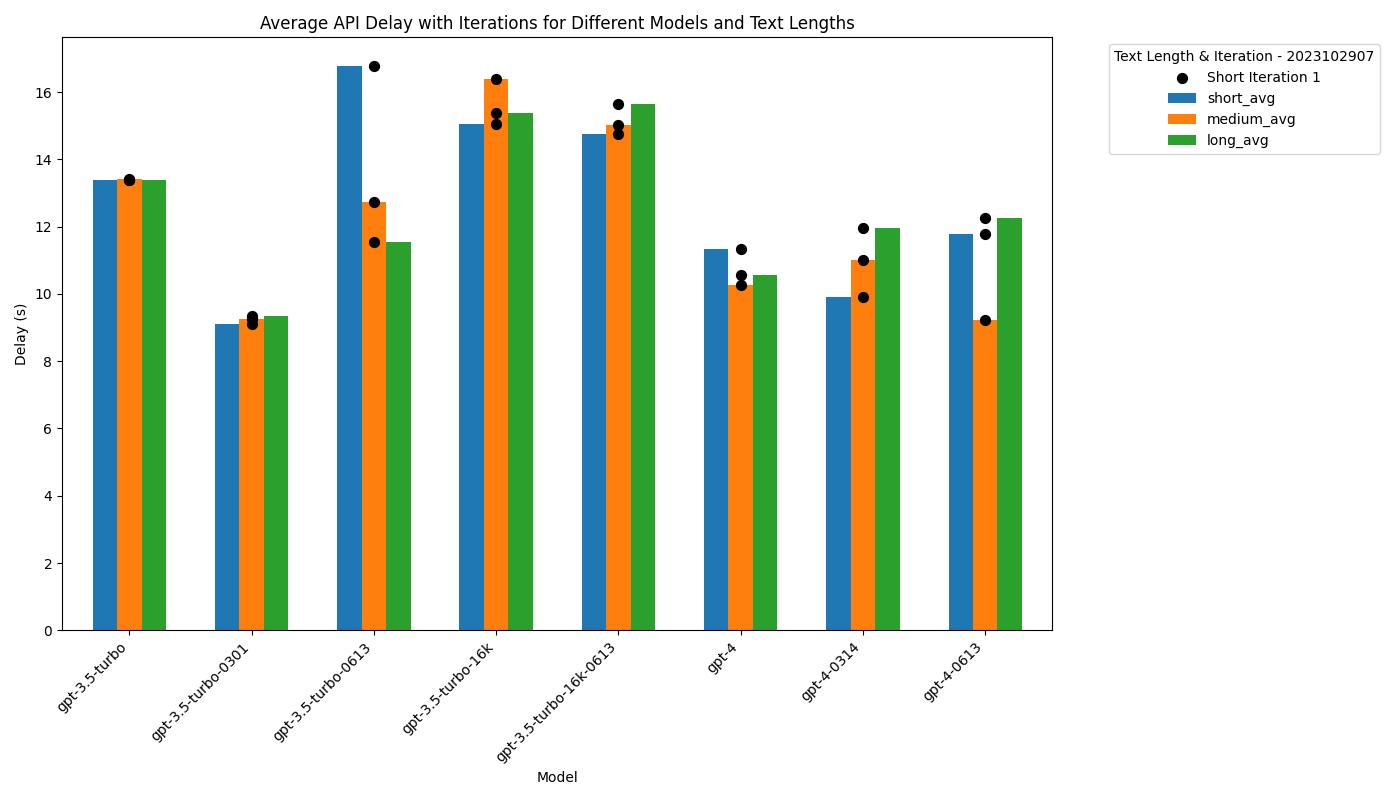 Average API Delay with Iterations for Different Models and Text Lengths
Text Length & Iteration - 2023102907
Short Iteration 1
short_avg
medium_avg
long_avg
Delay (s)
16
14
12
10
8
6
4
2
0
gpt-3.5-turbo
gpt-3.5-turbo-0301
gpt-3.5-turbo-0613
gpt-3.5-turbo-16k
gpt-3.5-turbo-16k-0613
gpt-4
gpt-4-0314
gpt-4-0613
Model